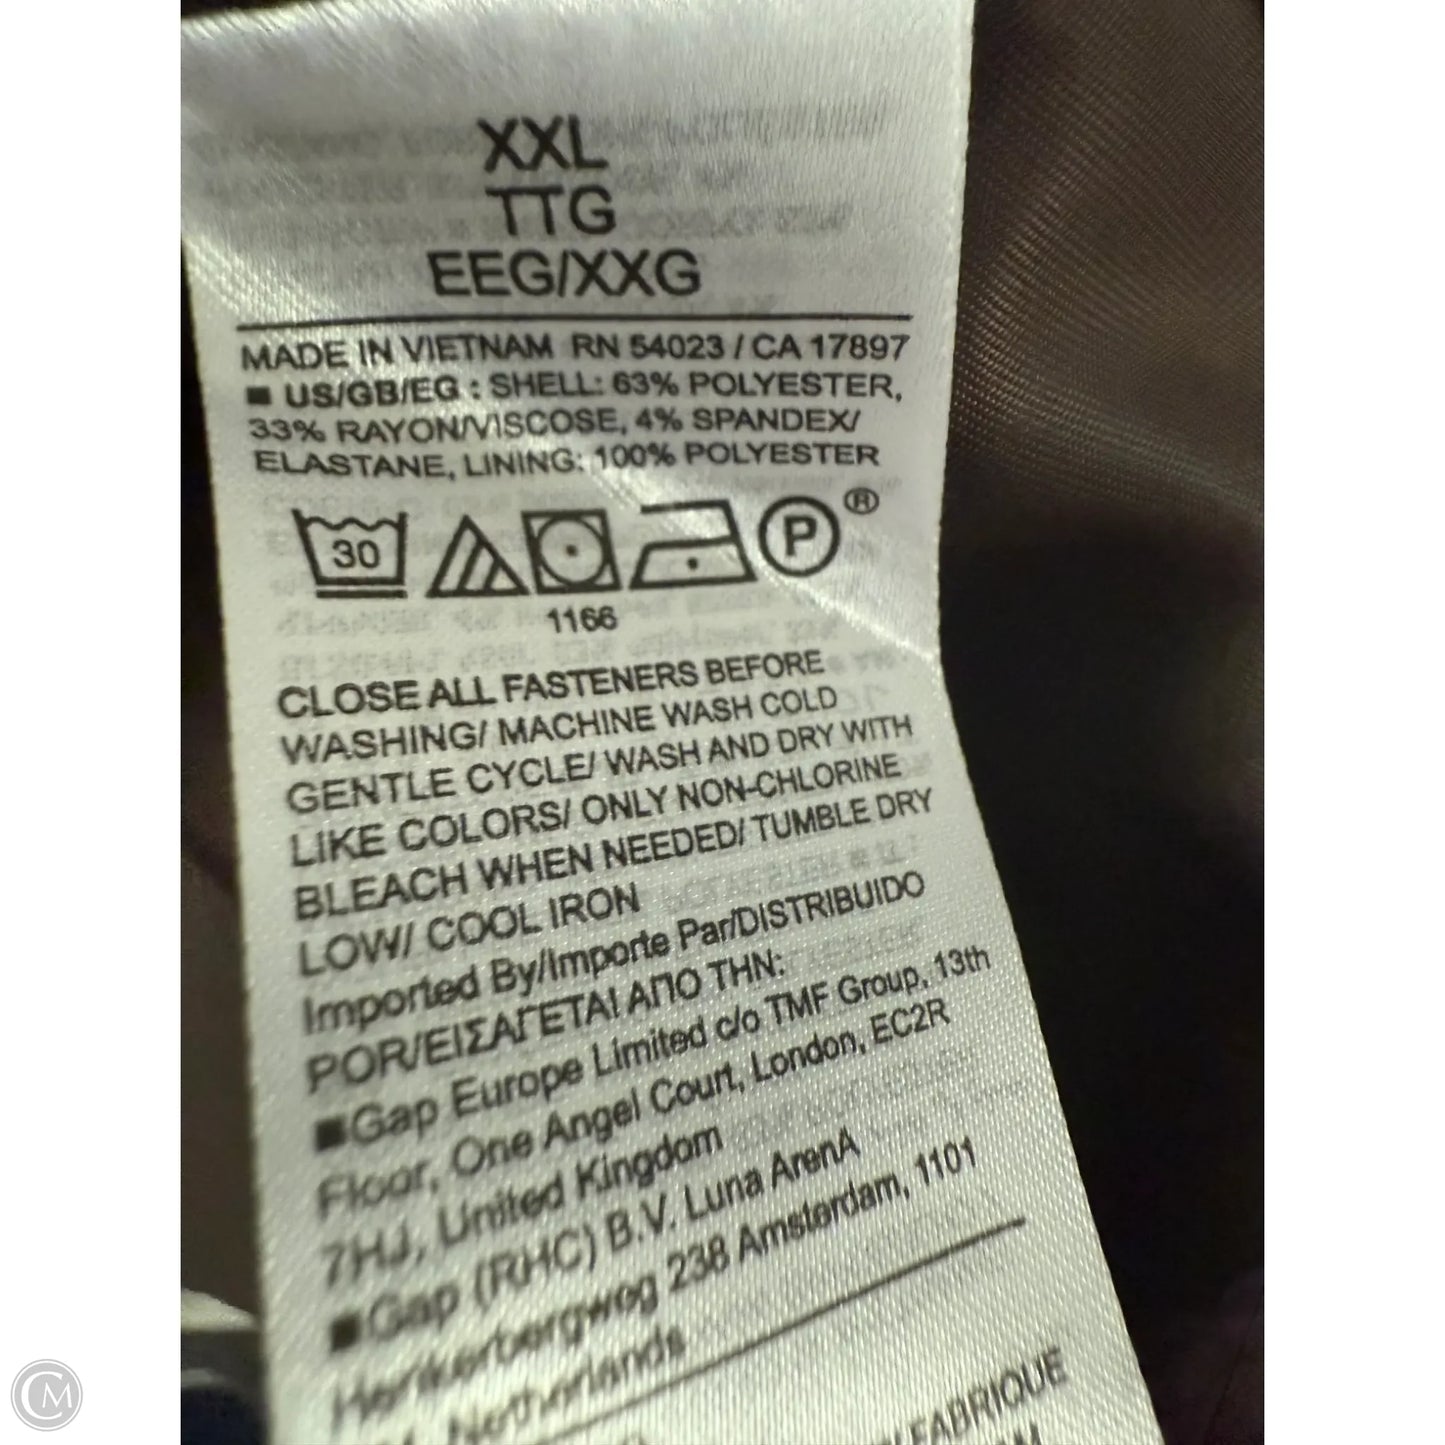 XXL
TTG
EEG/XXG
MADE IN VIETNAM RN 54023 / CA 17897
■ US/GB/EG : SHELL: 63% POLYESTER,
33% RAYON/VISCOSE, 4% SPANDEX/
ELASTANE, LINING: 100% POLYESTER
30
P
®
1166
CLOSE ALL FASTENERS BEFORE
WASHING/ MACHINE WASH COLD
GENTLE CYCLE/ WASH AND DRY WITH
LIKE COLORS/ ONLY NON-CHLORINE
BLEACH WHEN NEEDED/ TUMBLE DRY
LOW/ COOL IRON
Imported By/Importe Par/DISTRIBUIDO
POR/ΕΙΣΑΓΕΤΑΙ ΑΠΟ ΤΗΝ:
■Gap Europe Limited c/o TMF Group, 13th
Floor, One Angel Court, London, EC2R
7HJ, United Kingdom
■Gap (RHC) B.V. Luna ArenA
Herikerbergweg 238 Amsterdam, 1101
Netherlands
FABRIQUE
CM